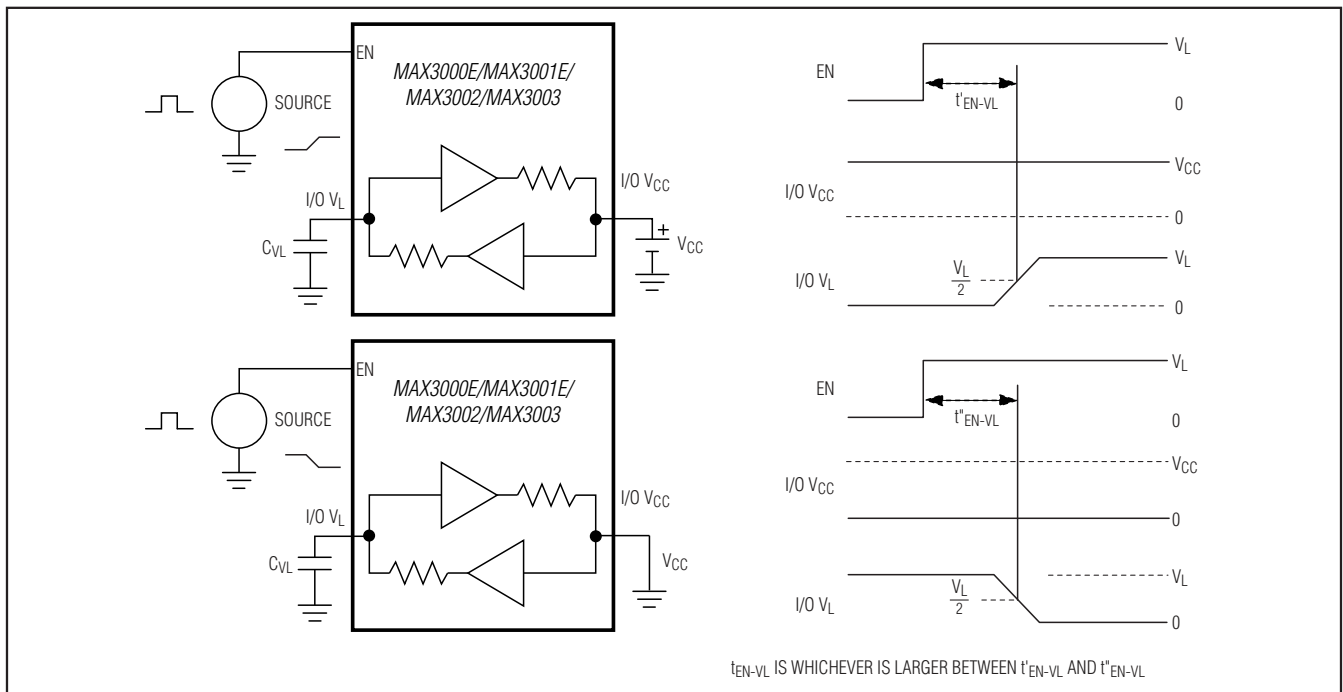 EN
MAX3000E/MAX3001E/
MAX3002/MAX3003
SOURCE
I/O VL
I/O VCC
CVL
+
VCC
EN
VL
t'EN-VL
0
VCC
I/O VCC
0
VL
I/O VL
VL
2
0
EN
MAX3000E/MAX3001E/
MAX3002/MAX3003
SOURCE
I/O VL
I/O VCC
CVL
VCC
VL
EN
t"EN-VL
0
VCC
I/O VCC
0
VL
I/O VL
VL
2
0
tEN-VL IS WHICHEVER IS LARGER BETWEEN t'EN-VL AND t"EN-VL